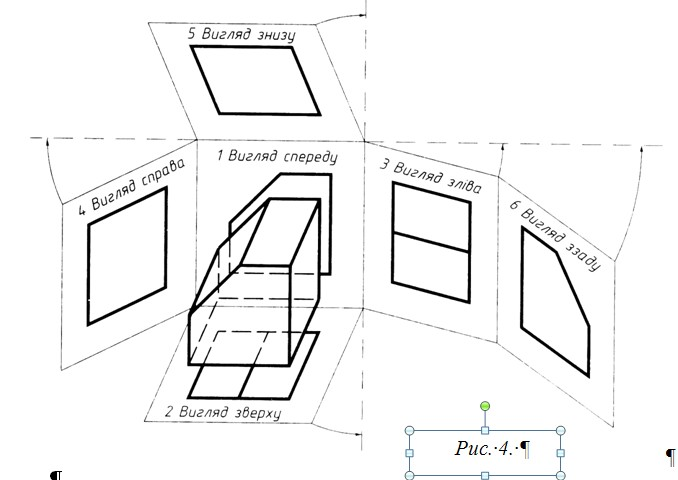 5 Вигляд знизу
1 Вигляд спереду
4 Вигляд справа
3 Вигляд зліва
6 Вигляд ззаду
2 Вигляд зверху
Рис.·4.·¶
¶
¶